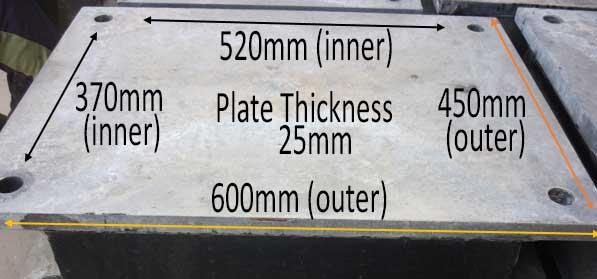 520mm (inner)
370mm
(inner)
Plate Thickness
25mm
450mm
(outer)
600mm (outer)